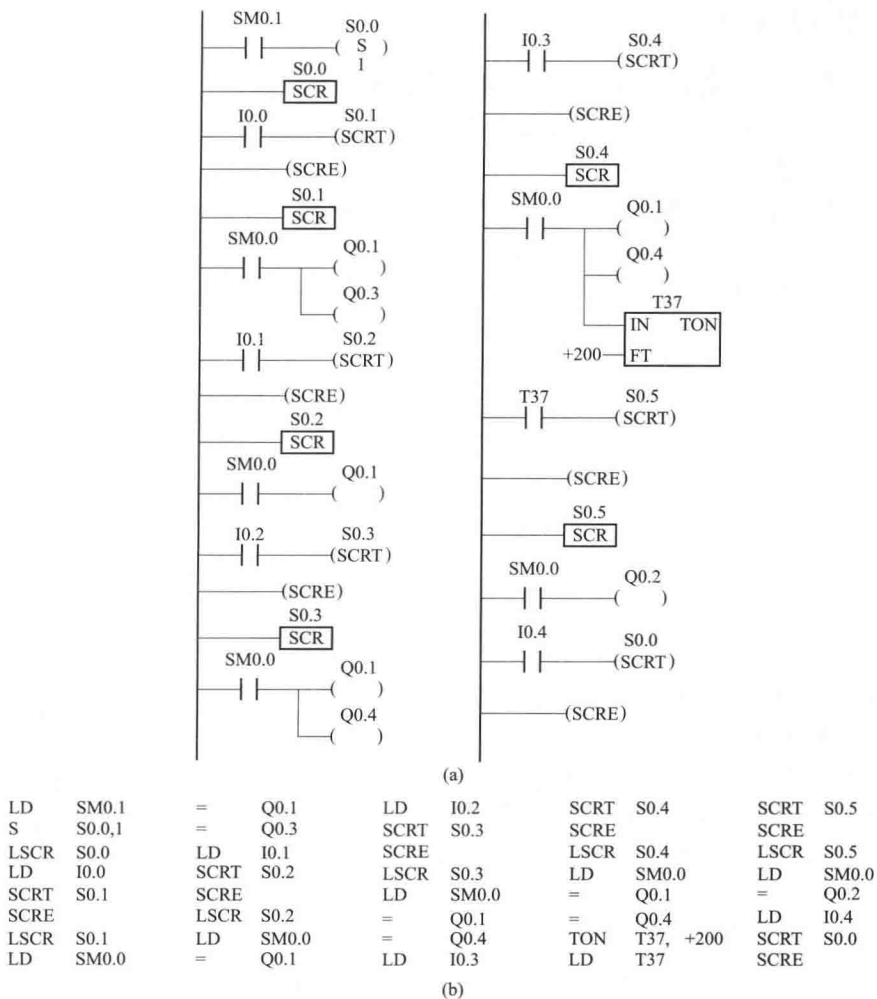 SM0.1
S0.0
S
1
S0.0
SCR
I0.0
S0.1
(SCRT)
(SCRE)
S0.1
SCR
SM0.0
Q0.1
Q0.3
I0.1
S0.2
(SCRT)
(SCRE)
S0.2
SCR
SM0.0
Q0.1
I0.2
S0.3
(SCRT)
(SCRE)
S0.3
SCR
SM0.0
Q0.1
Q0.4
I0.3
S0.4
(SCRT)
(SCRE)
S0.4
SCR
SM0.0
Q0.1
Q0.4
T37
IN TON
+200 FT
T37
S0.5
(SCRT)
(SCRE)
S0.5
SCR
SM0.0
Q0.2
I0.4
S0.0
(SCRT)
(SCRE)
(a)
LD SM0.1
S S0.0,1
LSCR S0.0
LD I0.0
SCRT S0.1
SCRE
LSCR S0.1
LD SM0.0
= Q0.1
= Q0.3
LD I0.1
SCRT S0.2
SCRE
LSCR S0.2
LD SM0.0
= Q0.1
LD I0.2
SCRT S0.3
SCRE
LSCR S0.3
LD SM0.0
= Q0.1
= Q0.4
LD I0.3
SCRT S0.4
SCRE
LSCR S0.4
LD SM0.0
= Q0.1
= Q0.4
TON T37, +200
LD T37
SCRT S0.5
SCRE
LSCR S0.5
LD SM0.0
= Q0.2
LD I0.4
SCRT S0.0
SCRE
(b)